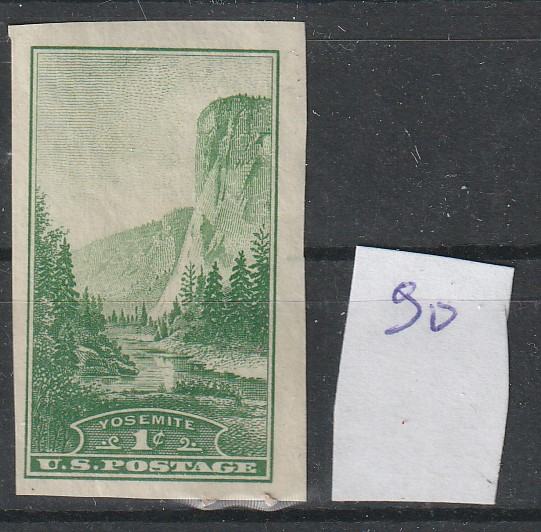 YOSEMITE
1¢
U.S. POSTAGE
90